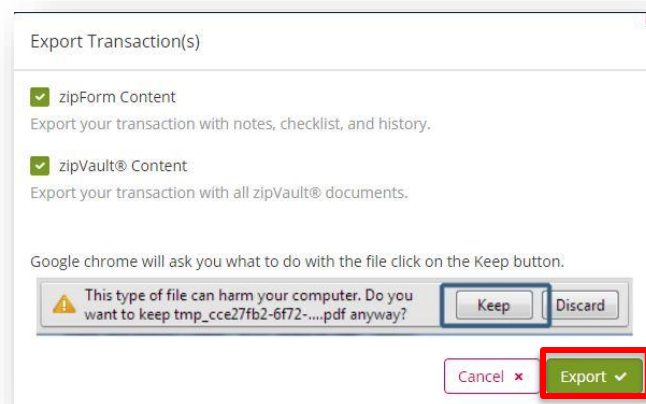 Export Transaction(s)
zipForm Content
Export your transaction with notes, checklist, and history.
zipVault® Content
Export your transaction with all zipVault® documents.
Google chrome will ask you what to do with the file click on the Keep button.
This type of file can harm your computer. Do you
want to keep tmp_cce27fb2-6f72-....pdf anyway?
Keep
Discard
Cancel ×
Export ✓